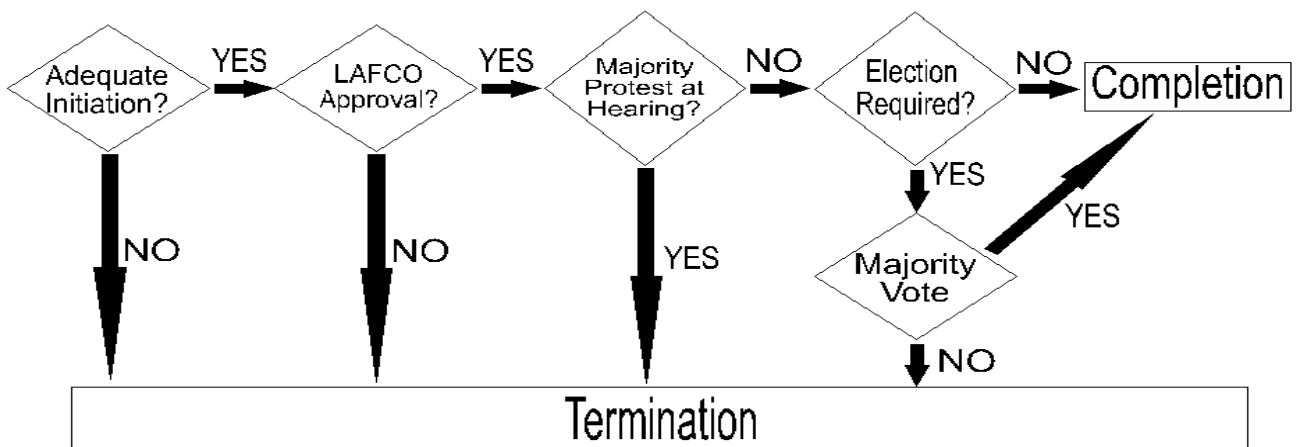 Adequate
Initiation?
YES
LAFCO
Approval?
YES
Majority
Protest at
Hearing?
NO
Election
Required?
NO
Completion
NO
NO
YES
YES
YES
Majority
Vote
NO
Termination